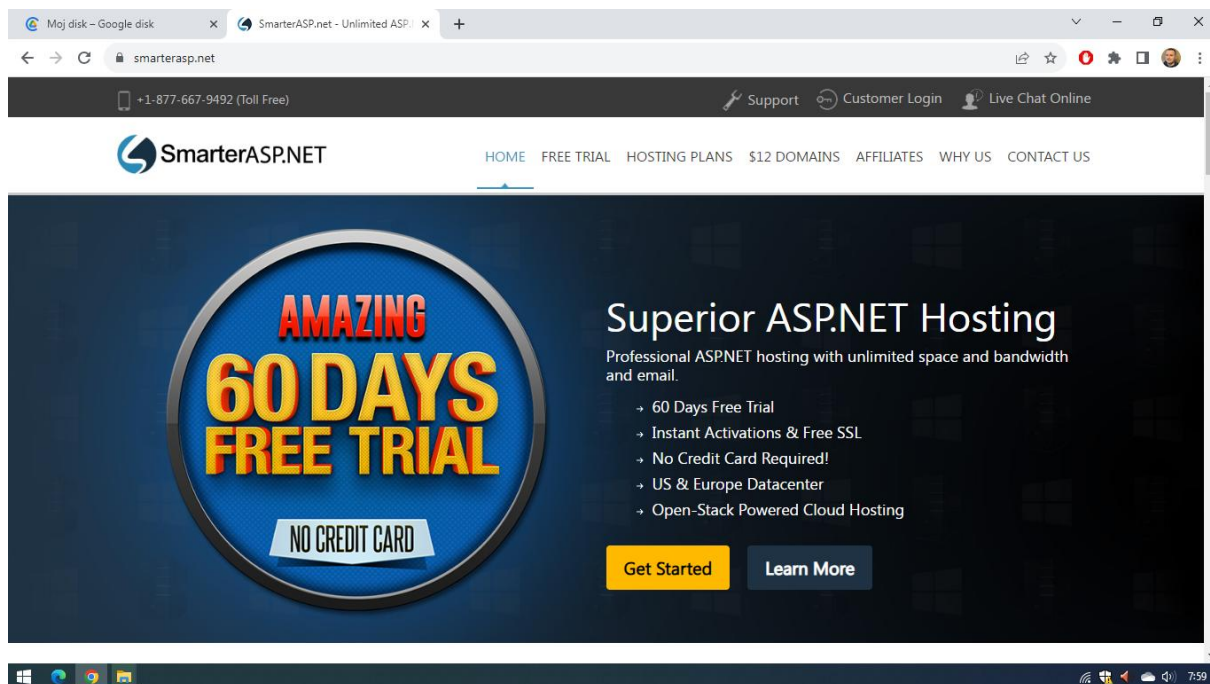 Moj disk – Google disk
SmarterASP.net - Unlimited ASP.
smarterasp.net
+1-877-667-9492 (Toll Free)
Support
Customer Login
Live Chat Online
SmarterASP.NET
HOME
FREE TRIAL
HOSTING PLANS
$12 DOMAINS
AFFILIATES
WHY US
CONTACT US
AMAZING
60 DAYS
FREE TRIAL
NO CREDIT CARD
Superior ASP.NET Hosting
Professional ASP.NET hosting with unlimited space and bandwidth
and email.
→ 60 Days Free Trial
→ Instant Activations & Free SSL
→ No Credit Card Required!
→ US & Europe Datacenter
→ Open-Stack Powered Cloud Hosting
Get Started
Learn More
7:59